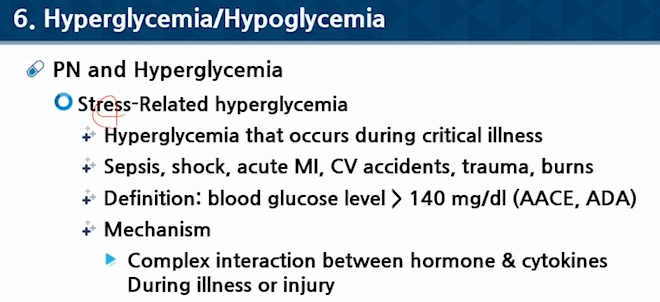 6. Hyperglycemia/Hypoglycemia
PN and Hyperglycemia
Stress-Related hyperglycemia
Hyperglycemia that occurs during critical illness
Sepsis, shock, acute MI, CV accidents, trauma, burns
Definition: blood glucose level > 140 mg/dl (AACE, ADA)
Mechanism
Complex interaction between hormone & cytokines
During illness or injury